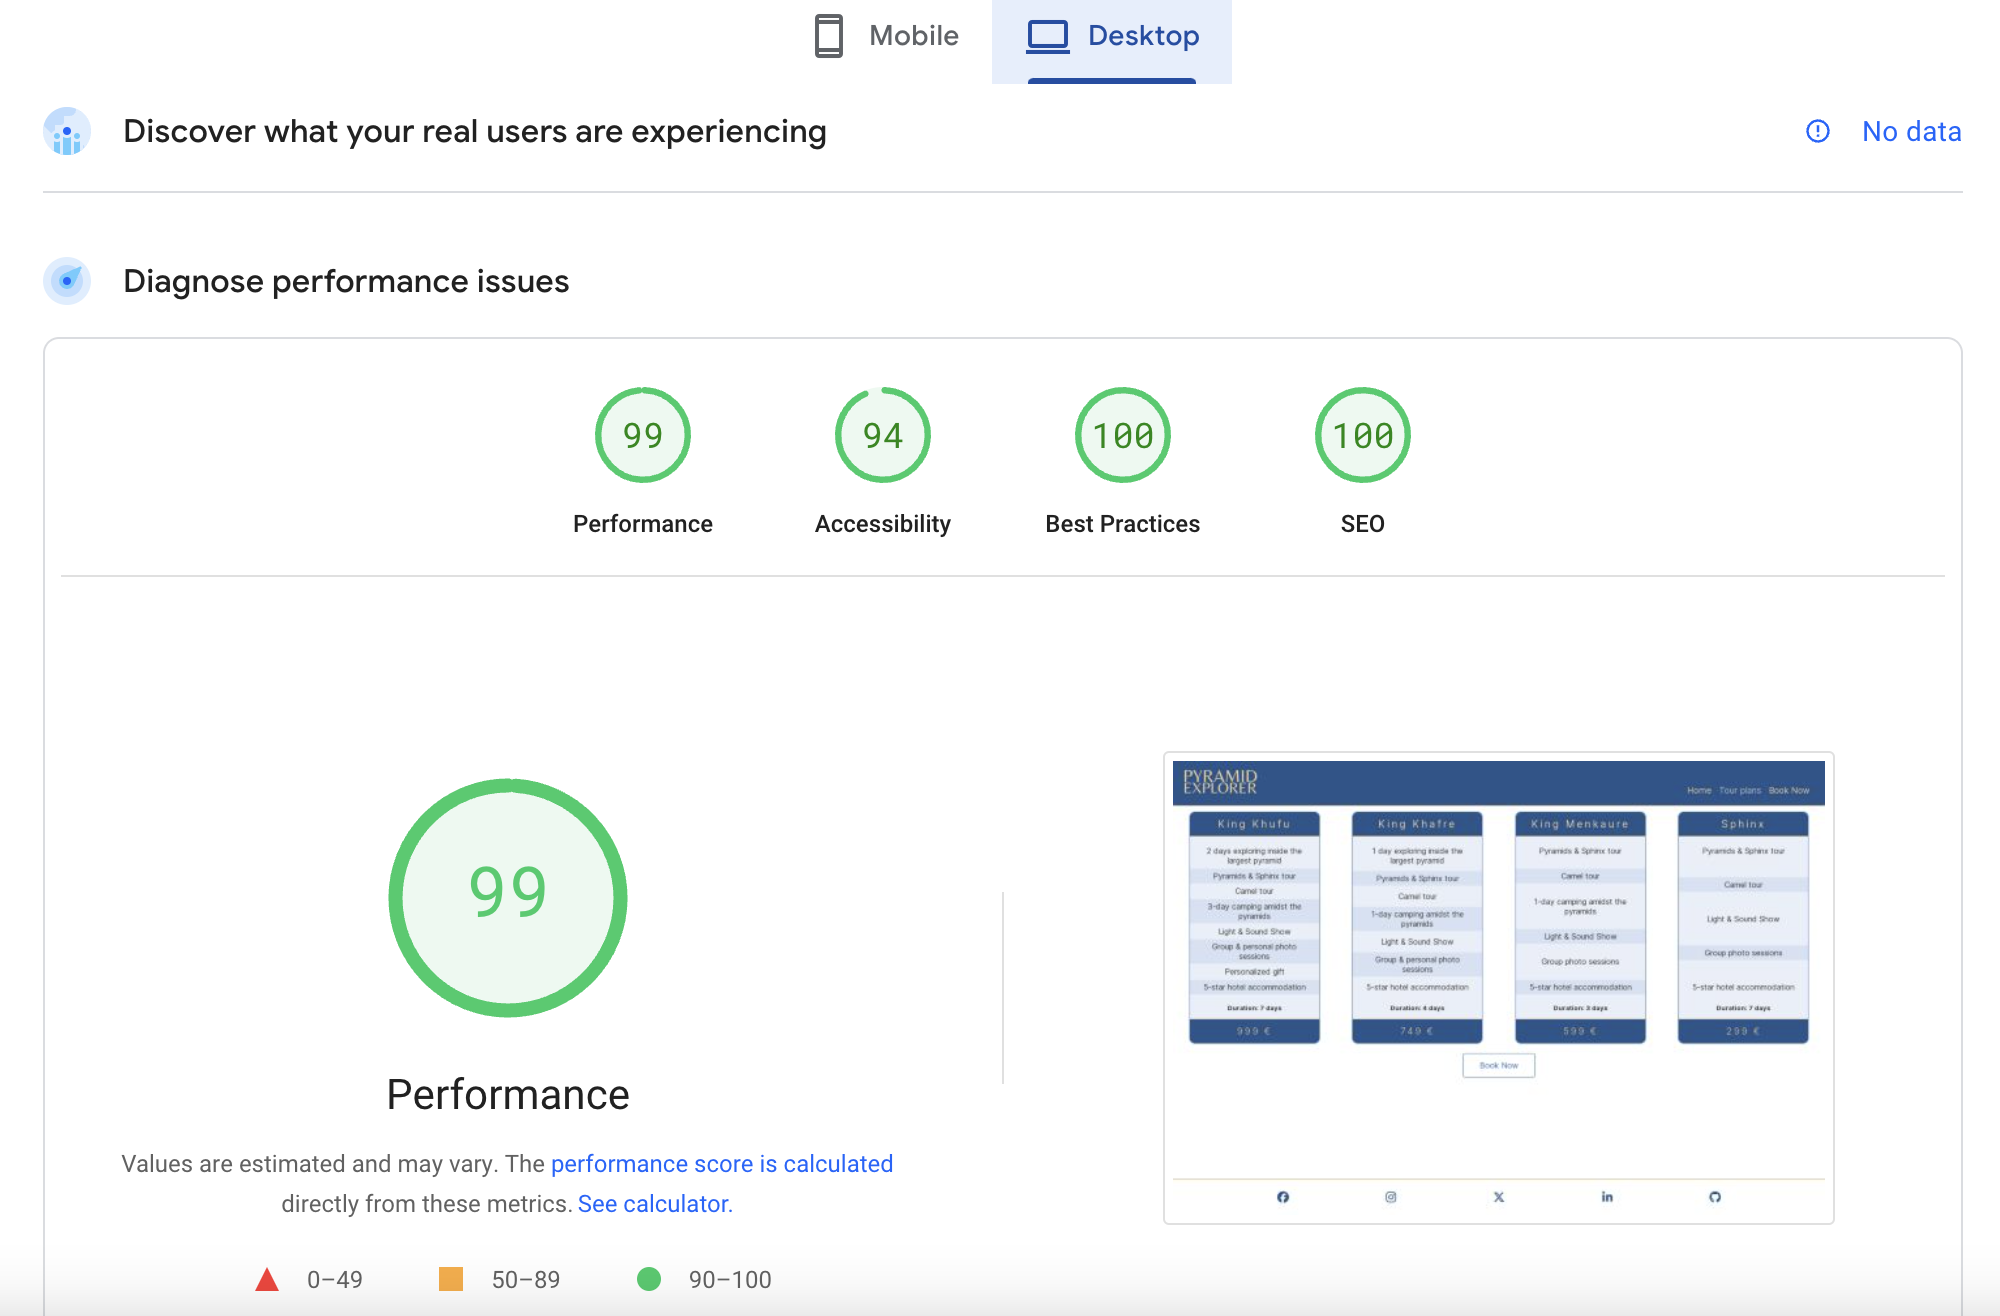 Mobile
Desktop
Discover what your real users are experiencing
No data
Diagnose performance issues
99
94
100
100
Performance
Accessibility
Best Practices
SEO
99
Performance
Values are estimated and may vary. The performance score is calculated
directly from these metrics. See calculator.
0–49
50–89
90–100
PYRAMID
EXPLORER
Home
Tour plans
Book Now
King Khufu
2 days exploring inside the
largest pyramid
Pyramids & Sphinx tour
Camel tour
3-day camping amidst the
pyramids
Light & Sound Show
Group & personal photo
sessions
Personalized gift
5-star hotel accommodation
Duration: 7 days
999 €
King Khafre
1 day exploring inside the
largest pyramid
Pyramids & Sphinx tour
Camel tour
1-day camping amidst the
pyramids
Light & Sound Show
Group & personal photo
sessions
5-star hotel accommodation
Duration: 4 days
749 €
King Menkaure
Pyramids & Sphinx tour
Camel tour
1-day camping amidst the
pyramids
Light & Sound Show
Group photo sessions
5-star hotel accommodation
Duration: 3 days
599 €
Sphinx
Pyramids & Sphinx tour
Camel tour
Light & Sound Show
Group photo sessions
5-star hotel accommodation
Duration: 7 days
299 €
Book Now